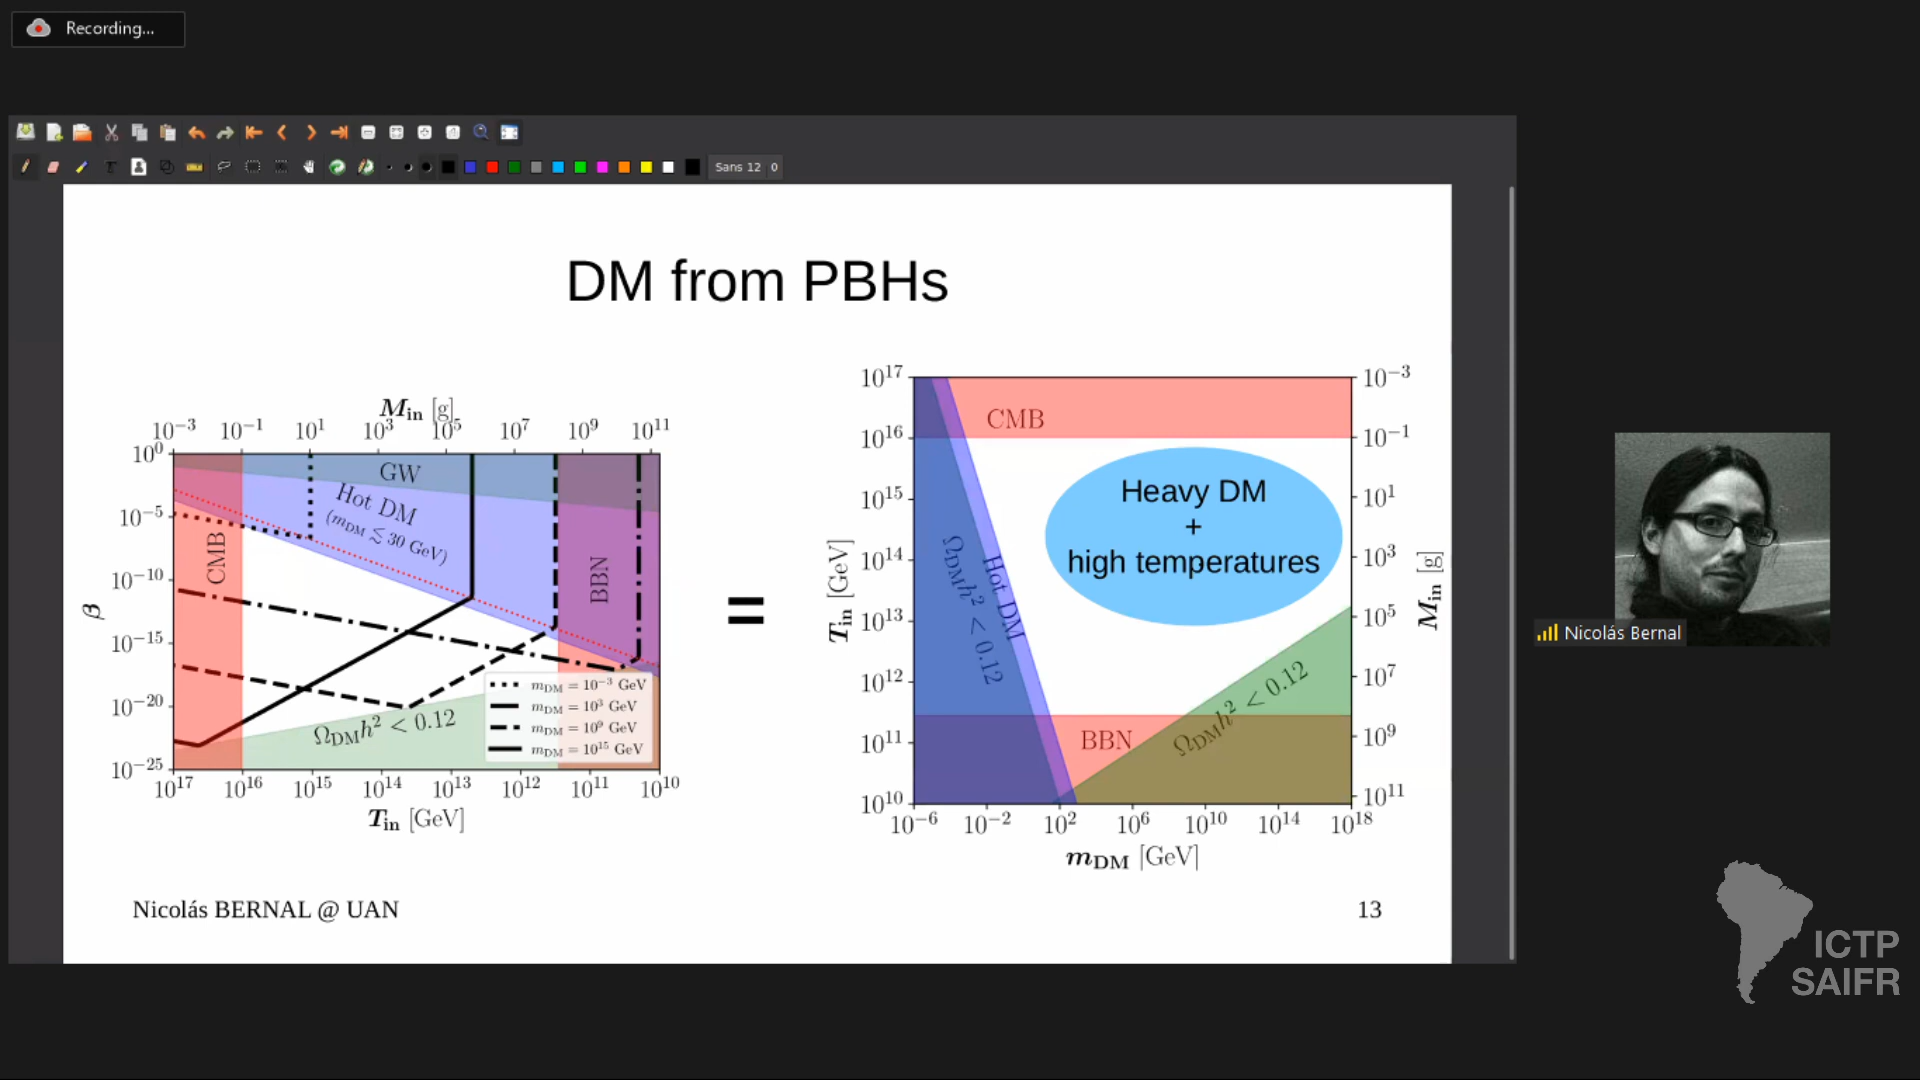 Recording...
Sans 12 0
DM from PBHs
M_in [g]
10^-3 10^-1 10^1 10^3 10^5 10^7 10^9 10^11
10^0
10^-5
10^-10
10^-15
10^-20
10^-25
β
GW
Hot DM
(m_DM ≲ 30 GeV)
CMB
BBN
Ω_DM h^2 < 0.12
m_DM = 10^-3 GeV
m_DM = 10^3 GeV
m_DM = 10^9 GeV
m_DM = 10^15 GeV
10^17 10^16 10^15 10^14 10^13 10^12 10^11 10^10
T_in [GeV]
=
10^17
10^16
10^15
10^14
10^13
10^12
10^11
10^10
T_in [GeV]
CMB
Heavy DM
+
high temperatures
Hot DM
Ω_DM h^2 < 0.12
BBN
Ω_DM h^2 < 0.12
10^-3
10^-1
10^1
10^3
10^5
10^7
10^9
10^11
M_in [g]
10^-6 10^-2 10^2 10^6 10^10 10^14 10^18
m_DM [GeV]
Nicolás BERNAL @ UAN
13
Nicolás Bernal
ICTP
SAIFR